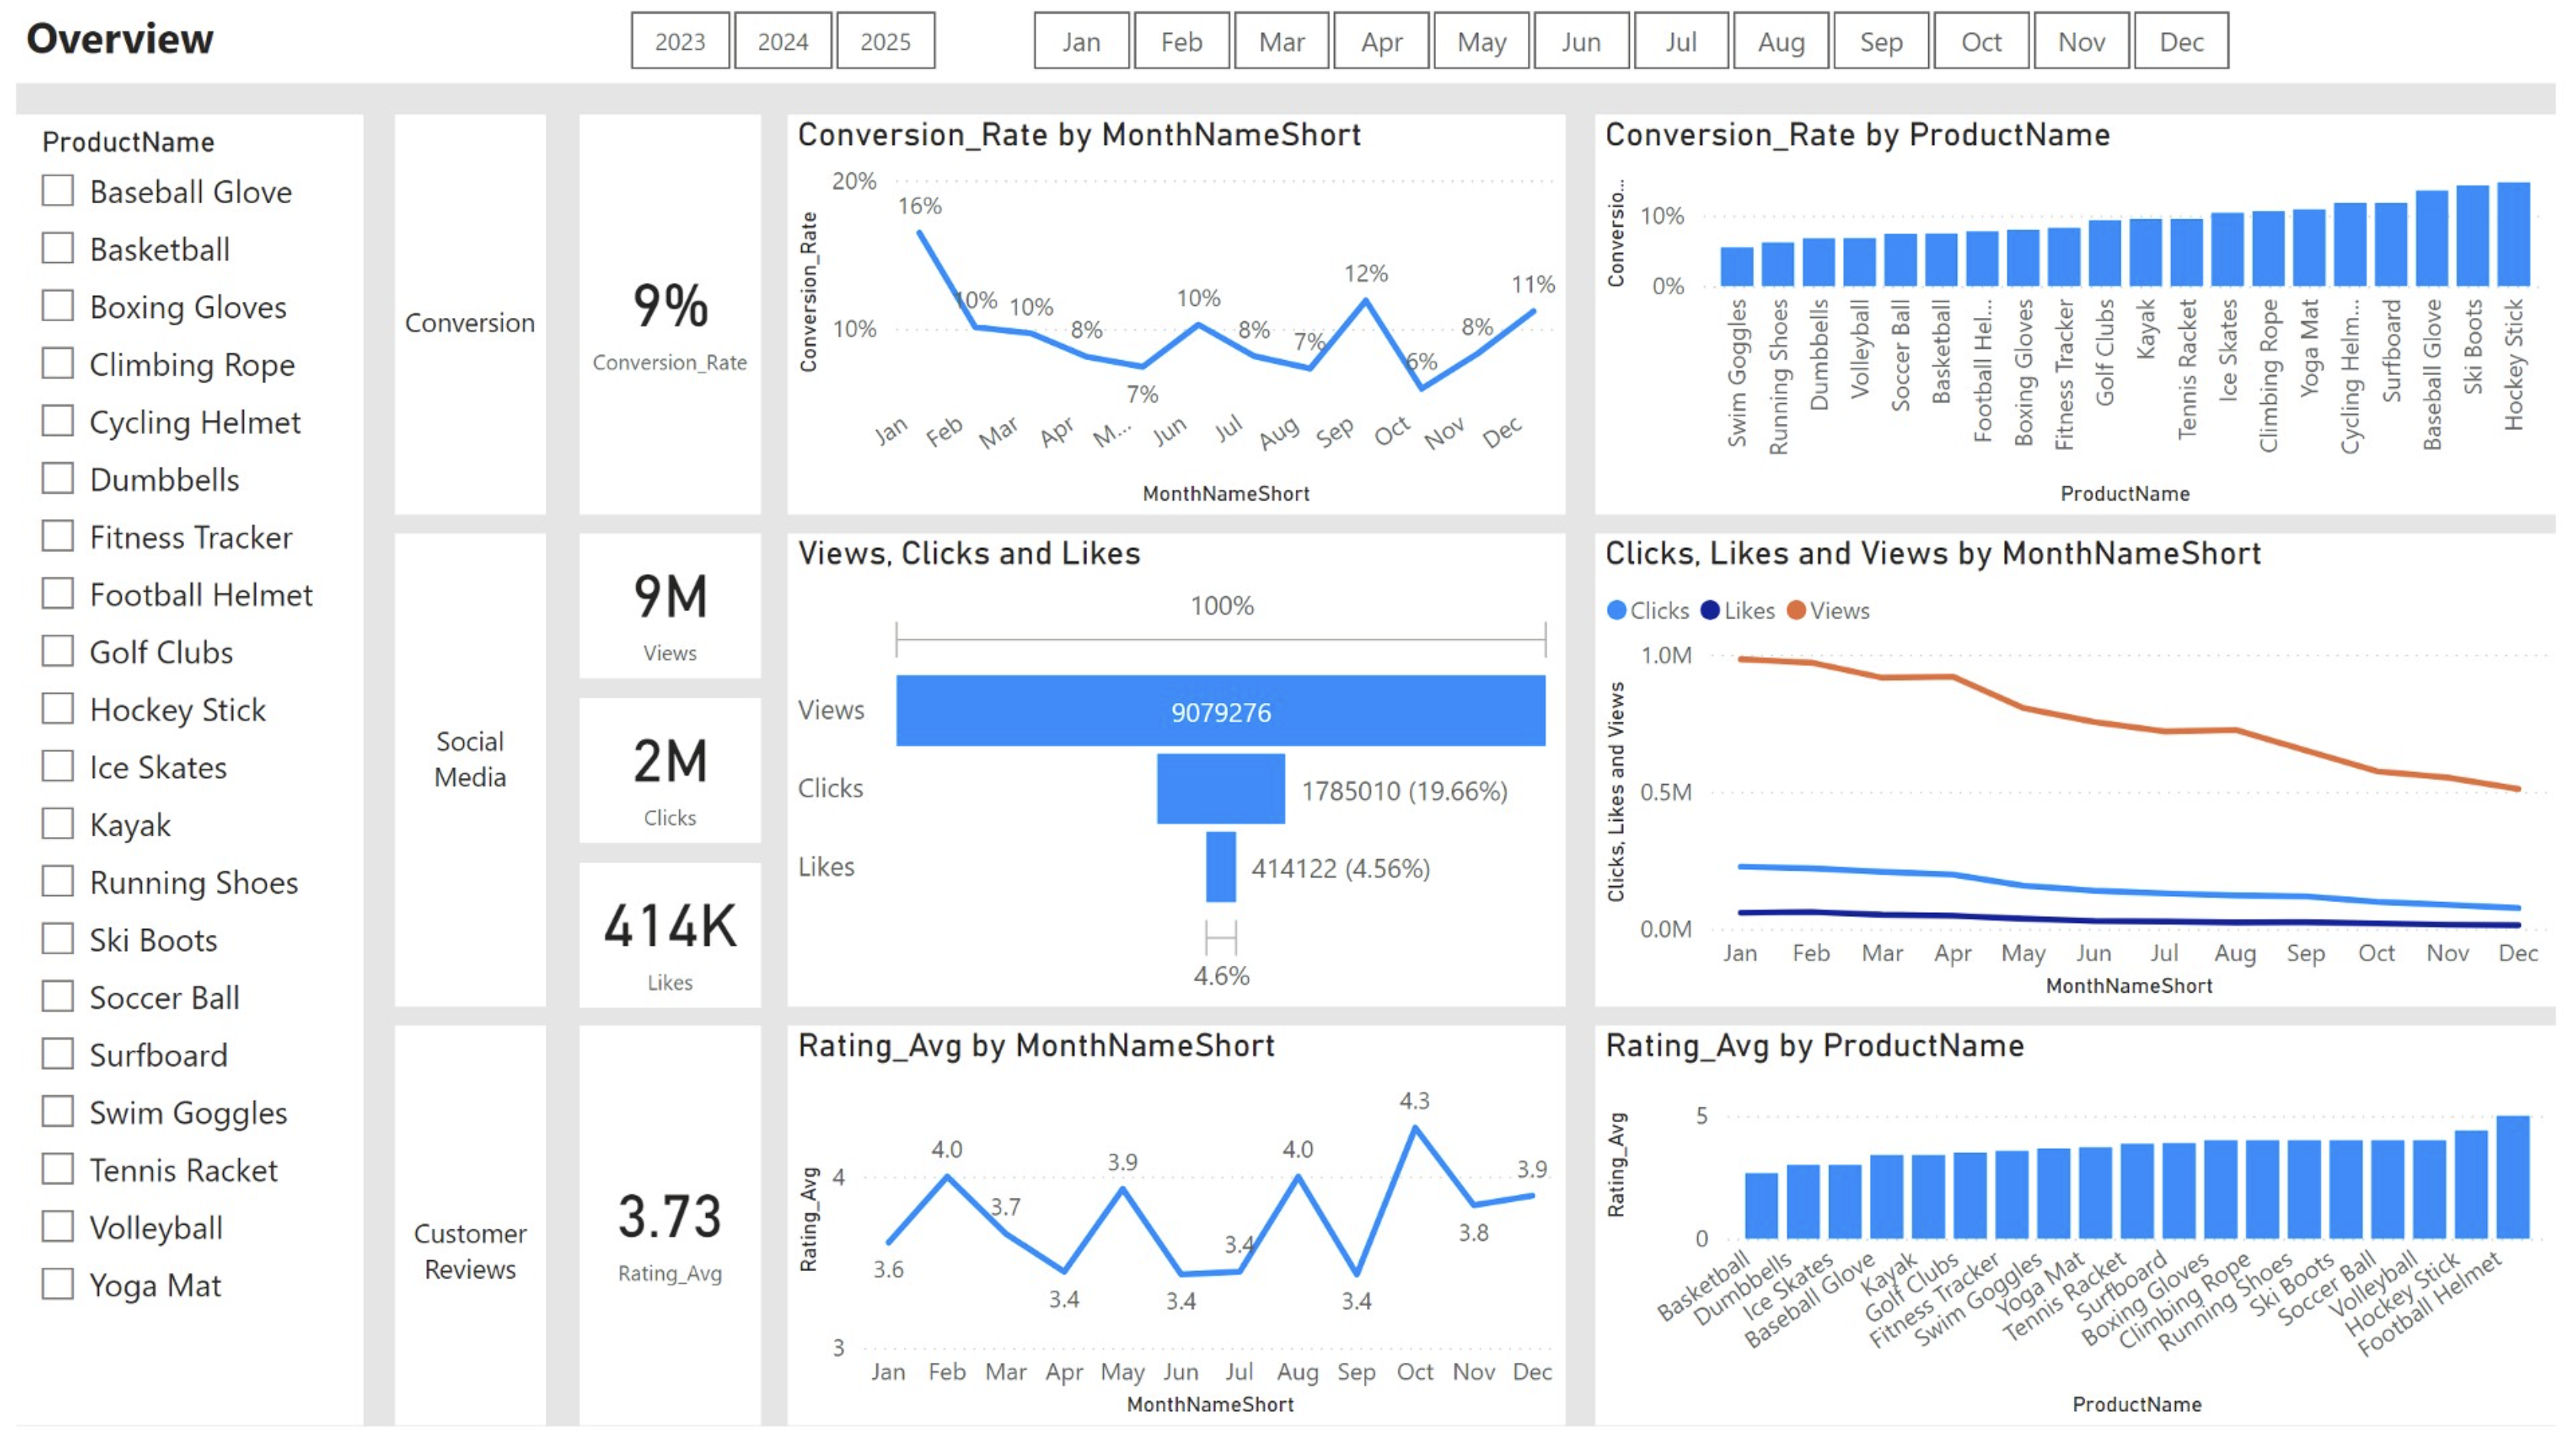 Overview
2023 2024 2025
Jan Feb Mar Apr May Jun Jul Aug Sep Oct Nov Dec
ProductName
Baseball Glove
Basketball
Boxing Gloves
Climbing Rope
Cycling Helmet
Dumbbells
Fitness Tracker
Football Helmet
Golf Clubs
Hockey Stick
Ice Skates
Kayak
Running Shoes
Ski Boots
Soccer Ball
Surfboard
Swim Goggles
Tennis Racket
Volleyball
Yoga Mat
Conversion
9%
Conversion_Rate
Conversion_Rate by MonthNameShort
Conversion_Rate
20%
10%
16%
10%
10%
8%
7%
10%
8%
7%
12%
6%
8%
11%
Jan Feb Mar Apr M... Jun Jul Aug Sep Oct Nov Dec
MonthNameShort
Conversion_Rate by ProductName
Conversio...
10%
0%
Swim Goggles
Running Shoes
Dumbbells
Volleyball
Soccer Ball
Basketball
Football Hel...
Boxing Gloves
Fitness Tracker
Golf Clubs
Kayak
Tennis Racket
Ice Skates
Climbing Rope
Yoga Mat
Cycling Helm...
Surfboard
Baseball Glove
Ski Boots
Hockey Stick
ProductName
Social
Media
9M
Views
2M
Clicks
414K
Likes
Views, Clicks and Likes
100%
Views
9079276
Clicks
1785010 (19.66%)
Likes
414122 (4.56%)
4.6%
Clicks, Likes and Views by MonthNameShort
Clicks Likes Views
Clicks, Likes and Views
1.0M
0.5M
0.0M
Jan Feb Mar Apr May Jun Jul Aug Sep Oct Nov Dec
MonthNameShort
Customer
Reviews
3.73
Rating_Avg
Rating_Avg by MonthNameShort
Rating_Avg
4
3
3.6
4.0
3.7
3.4
3.9
3.4
3.4
4.0
3.4
4.3
3.8
3.9
Jan Feb Mar Apr May Jun Jul Aug Sep Oct Nov Dec
MonthNameShort
Rating_Avg by ProductName
Rating_Avg
5
0
Basketball
Dumbbells
Ice Skates
Baseball Glove
Kayak
Golf Clubs
Fitness Tracker
Swim Goggles
Yoga Mat
Tennis Racket
Surfboard
Boxing Gloves
Climbing Rope
Running Shoes
Ski Boots
Soccer Ball
Volleyball
Hockey Stick
Football Helmet
ProductName